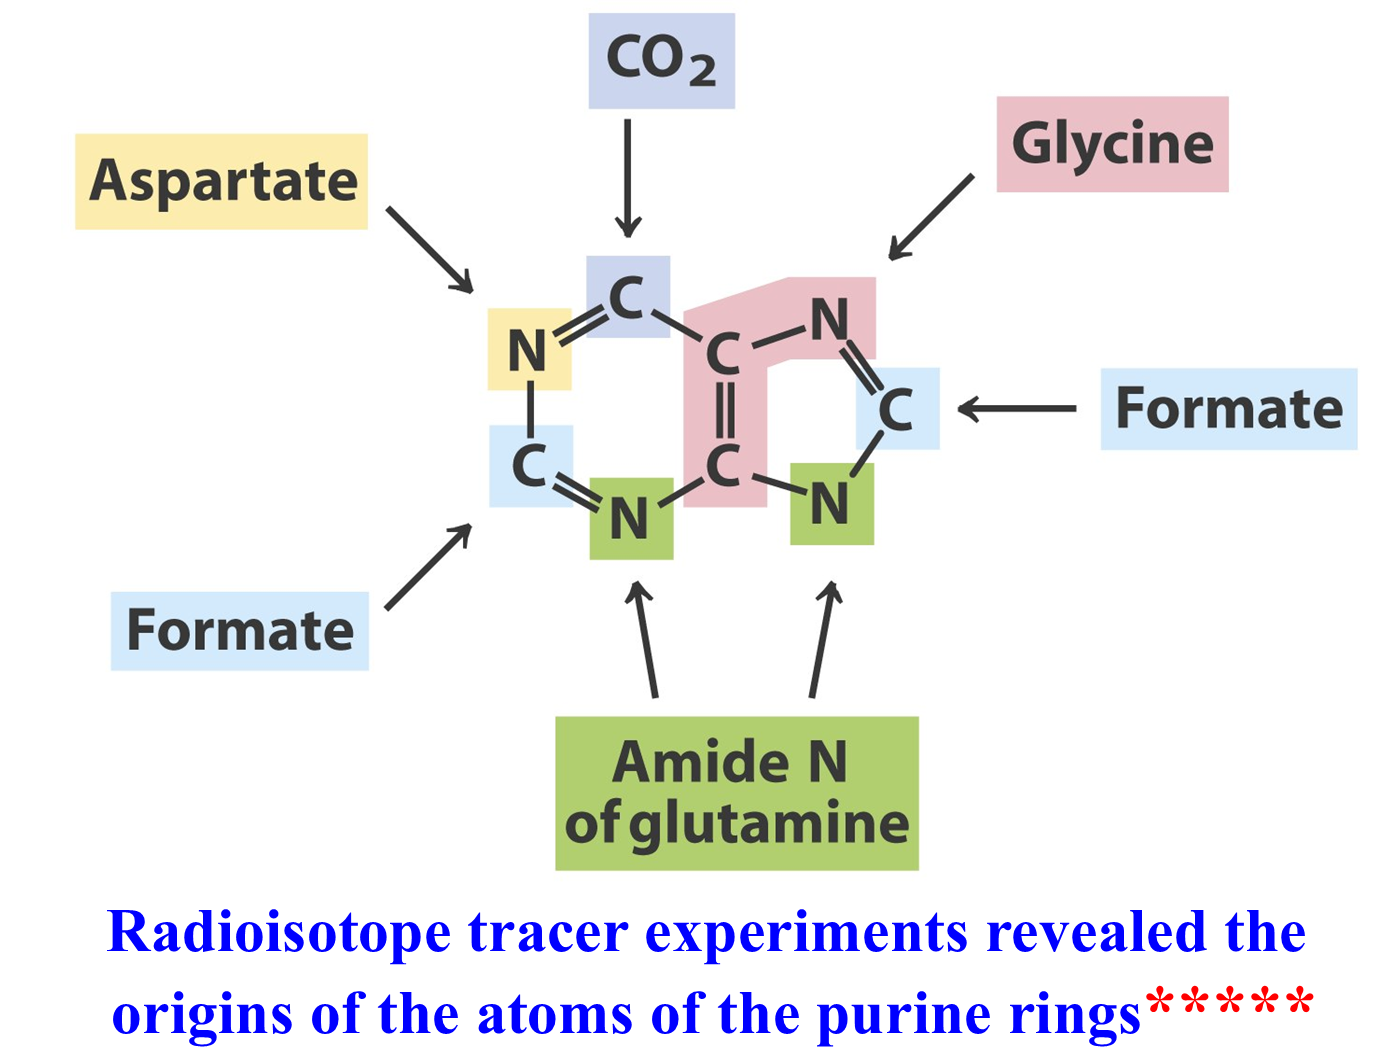 CO2
Glycine
Aspartate
C
N
N
C
C
Formate
C
C
N
N
Formate
Amide N
of glutamine
Radioisotope tracer experiments revealed the
origins of the atoms of the purine rings*****